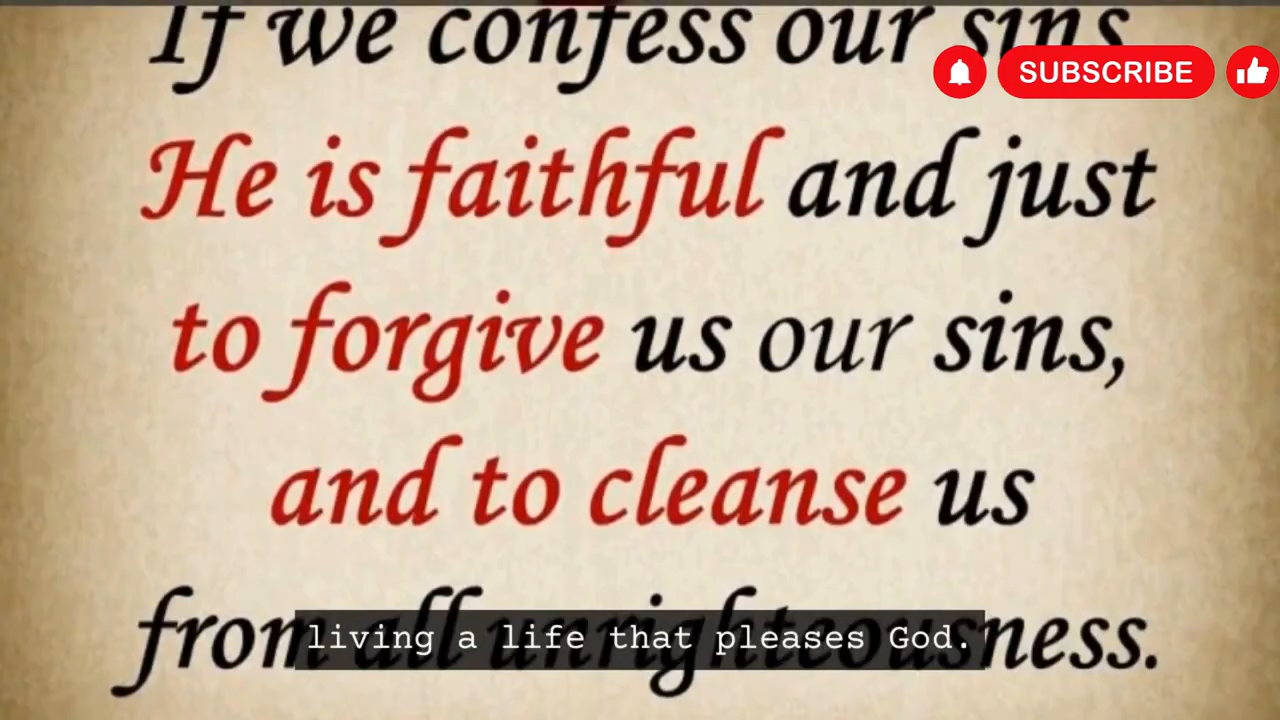 If we confess our sins
SUBSCRIBE
He is faithful and just
to forgive us our sins,
and to cleanse us
from all unrighteousness.
living a life that pleases God.